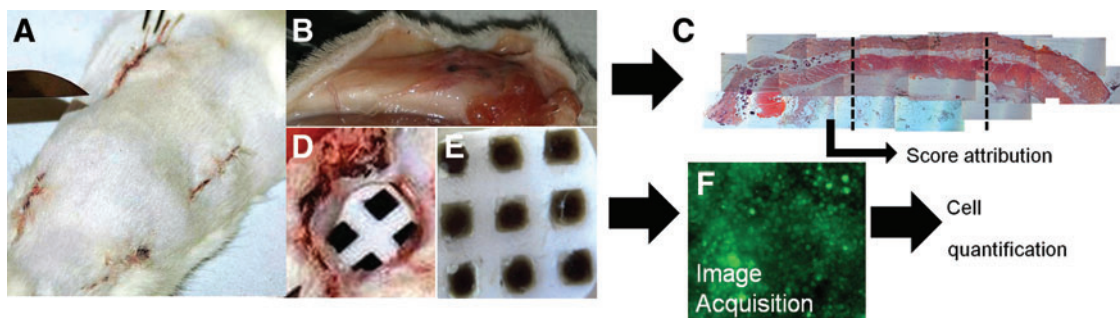 A
B
C
Score attribution
D
E
F
Image
Acquisition
Cell
quantification